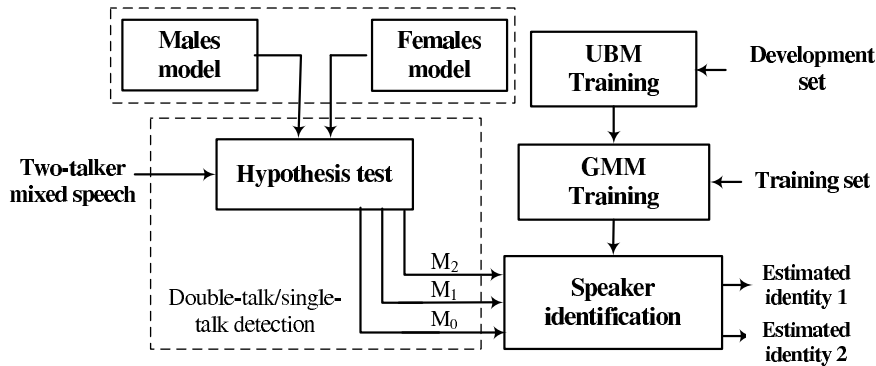 Males
model
Females
model
UBM
Training
Development
set
Two-talker
mixed speech
Hypothesis test
GMM
Training
Training set
M₂
M₁
M₀
Double-talk/single-
talk detection
Speaker
identification
Estimated
identity 1
Estimated
identity 2